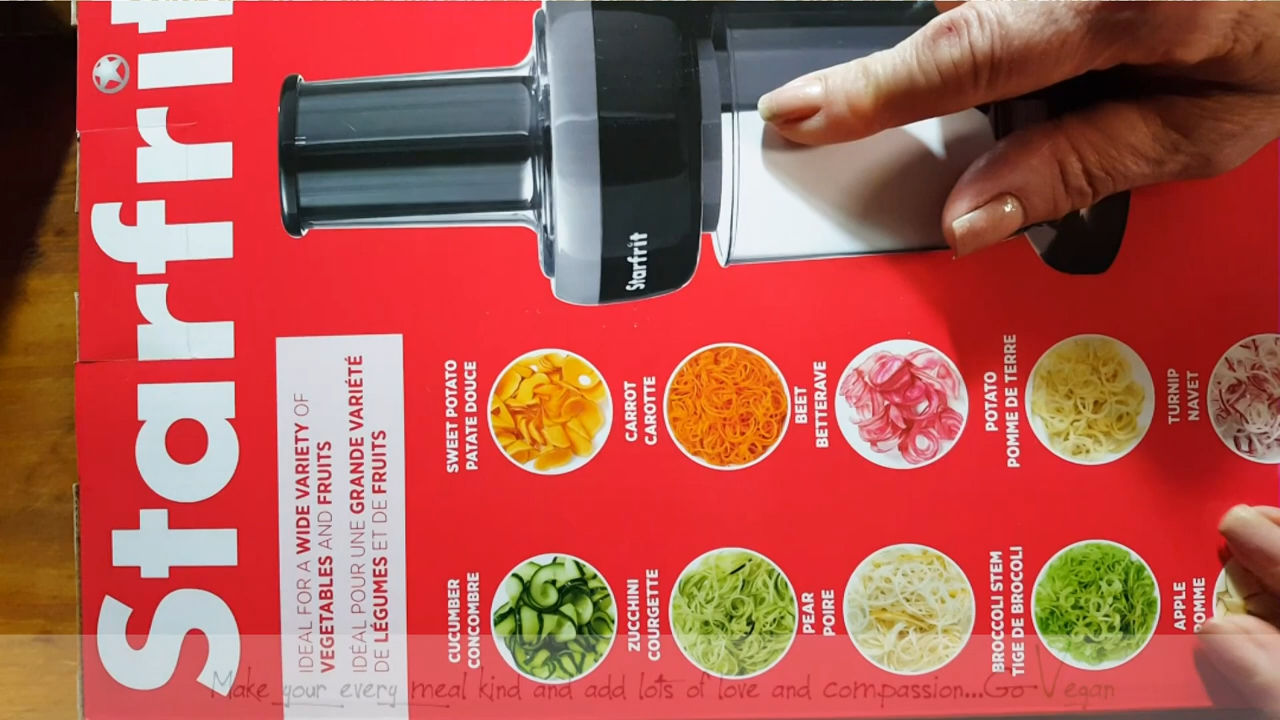 Starfrit
Starfrit
IDEAL FOR A WIDE VARIETY OF
VEGETABLES AND FRUITS
IDÉAL POUR UNE GRANDE VARIÉTÉ
DE LÉGUMES ET DE FRUITS
SWEET POTATO
PATATE DOUCE
CARROT
CAROTTE
BEET
BETTERAVE
POTATO
POMME DE TERRE
TURNIP
NAVET
CUCUMBER
CONCOMBRE
ZUCCHINI
COURGETTE
PEAR
POIRE
BROCCOLI STEM
TIGE DE BROCOLI
APPLE
POMME
Make your every meal kind and add lots of love and compassion...Go Vegan